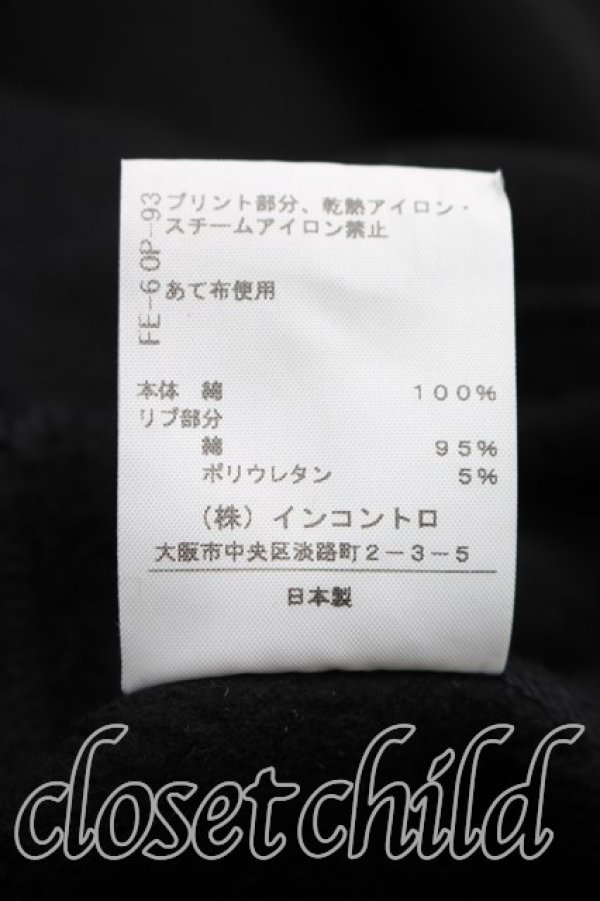 FE-6OP-93
プリント部分、乾熱アイロン・
スチームアイロン禁止
あて布使用
本体 綿 100%
リブ部分
綿 95%
ポリウレタン 5%
(株)インコントロ
大阪市中央区淡路町2-3-5
日本製
closet child